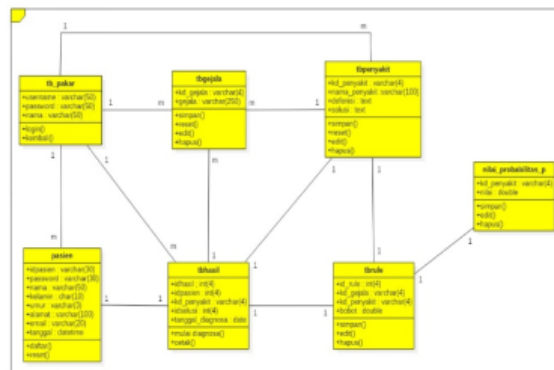 1
m
tb_pakar
+username : varchar(50)
+password : varchar(50)
+nama : varchar(50)
+login()
+kembali()
1
m
tbgejala
+kd_gejala : varchar(4)
+gejala : varchar(250)
+simpan()
+reset()
+edit()
+hapus()
m
1
tbpenyakit
+kd_penyakit : varchar(4)
+nama_penyakit : varchar(100)
+definisi : text
+solusi : text
+simpan()
+reset()
+edit()
+hapus()
nilai_probabilitas_p
+kd_penyakit : varchar(4)
+nilai : double
+simpan()
+edit()
+hapus()
1
1
m
1
1
1
m
m
1
1
1
1
1
pasien
+idpasien : varchar(30)
+password : varchar(30)
+nama : varchar(50)
+kelamin : char(10)
+umur : varchar(3)
+alamat : varchar(100)
+email : varchar(20)
+tanggal : datetime
+daftar()
+reset()
1
1
tbhasil
+idhasil : int(4)
+idpasien : int(4)
+kd_penyakit : varchar(4)
+idsolusi : int(4)
+tanggal_diagnosa : date
+mulai diagnosa()
+cetak()
1
1
tbrule
+id_rule : int(4)
+kd_gejala : varchar(4)
+kd_penyakit : varchar(4)
+bobot : double
+simpan()
+edit()
+hapus()